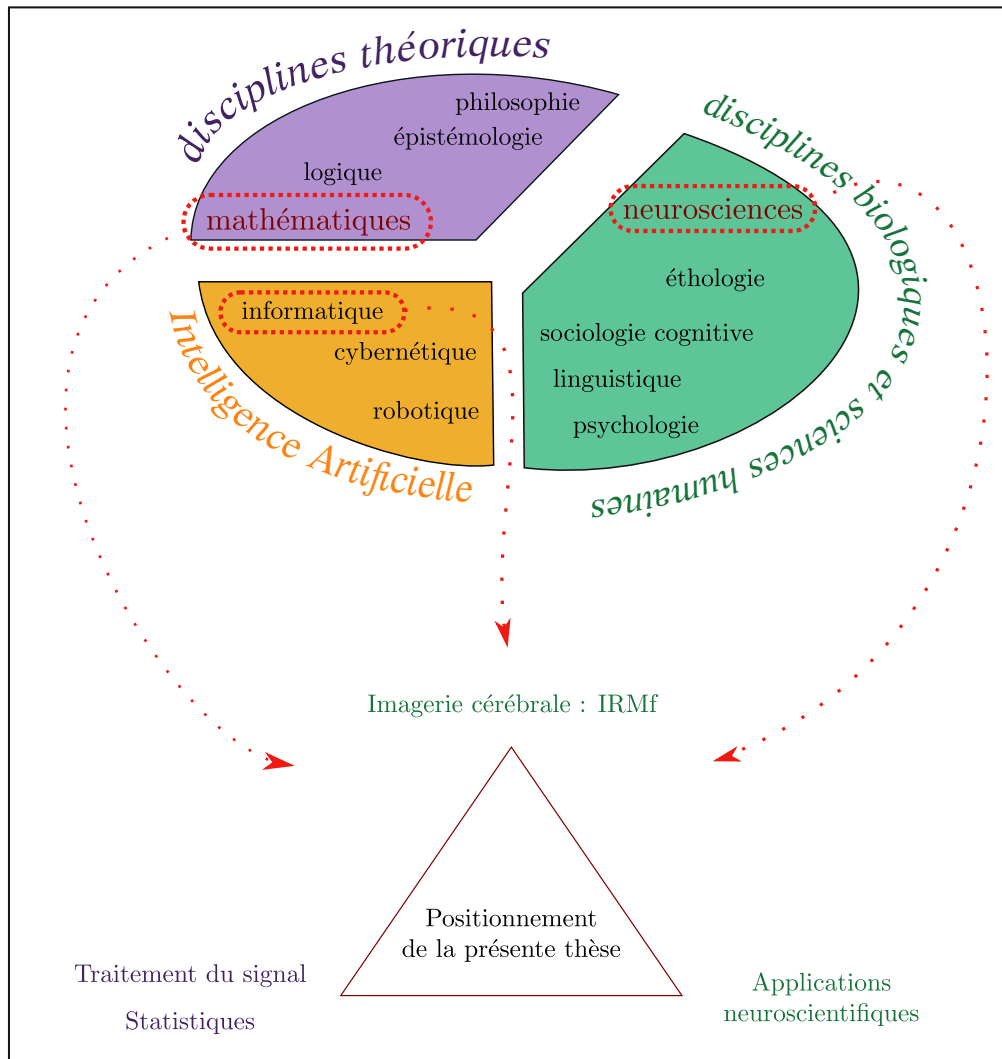 disciplines théoriques
philosophie
épistémologie
logique
mathématiques
disciplines biologiques et sciences humaines
neurosciences
éthologie
sociologie cognitive
linguistique
psychologie
informatique
cybernétique
robotique
Intelligence Artificielle
Imagerie cérébrale : IRMf
Positionnement
de la présente thèse
Traitement du signal
Statistiques
Applications
neuroscientifiques